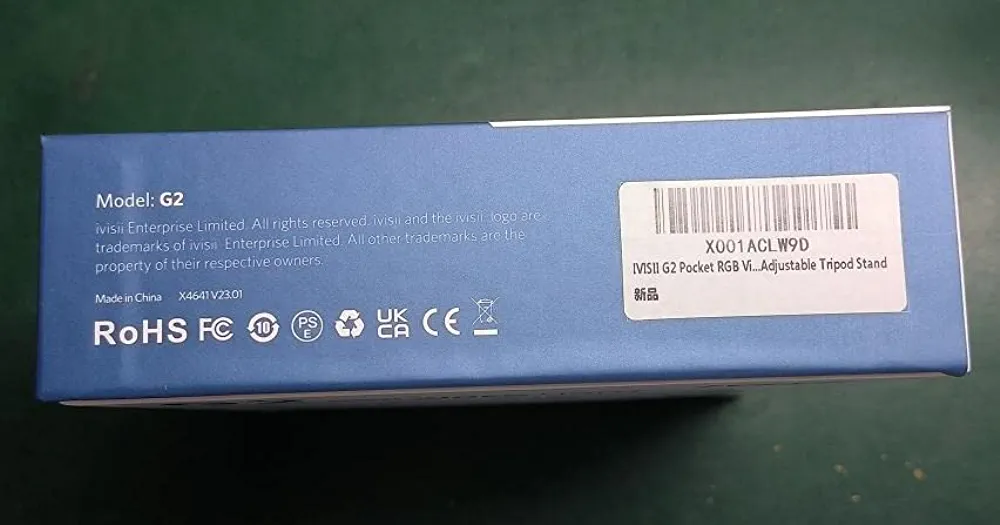 Model: G2
ivisii Enterprise Limited. All rights reserved. ivisii and the ivisii logo are
trademarks of ivisii Enterprise Limited. All other trademarks are the
property of their respective owners.
Made in China X4641 V23.01
RoHS FC 10 PSE UKCA CE
X001ACLW9D
IVISII G2 Pocket RGB Vi...Adjustable Tripod Stand
新品